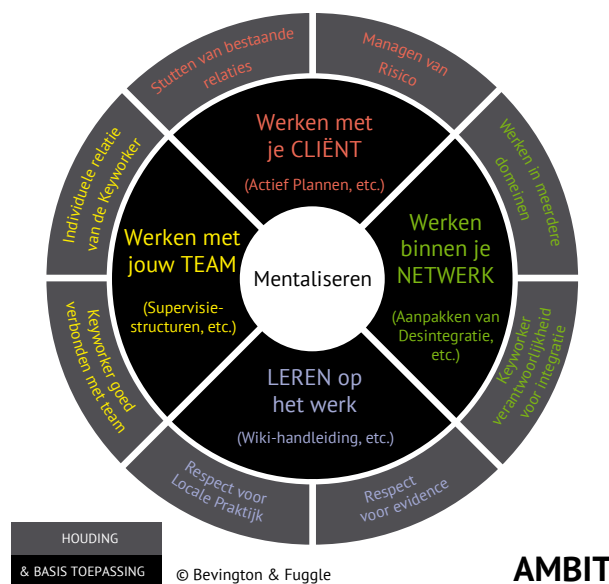 Stutten van bestaande
relaties
Managen van
Risico
Individuele relatie
van de Keyworker
Werken met
je CLIËNT
(Actief Plannen, etc.)
Werken in meerdere
domeinen
Werken met
jouw TEAM
(Supervisie-
structuren, etc.)
Mentaliseren
Werken
binnen je
NETWERK
(Aanpakken van
Desintegratie,
etc.)
Keyworker goed
verbonden met team
LEREN op
het werk
(Wiki-handleiding, etc.)
Keyworker
verantwoordelijkheid
voor integratie
Respect voor
Locale Praktijk
Respect
voor evidence
HOUDING
& BASIS TOEPASSING
© Bevington & Fuggle
AMBIT